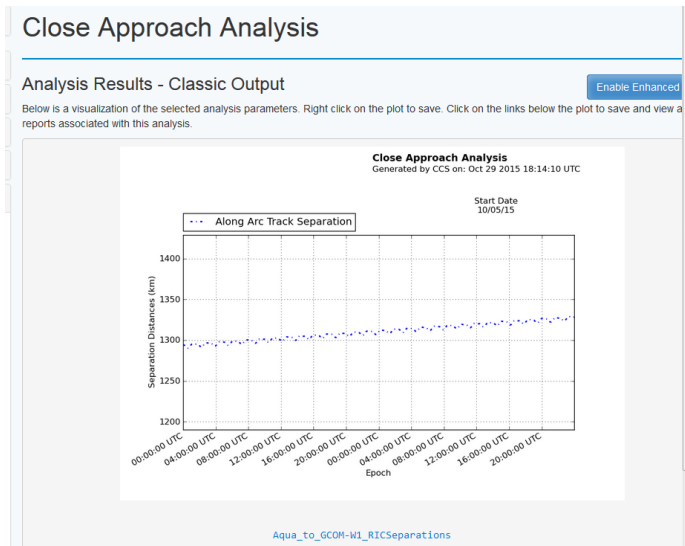 Close Approach Analysis
Analysis Results - Classic Output
Enable Enhanced
Below is a visualization of the selected analysis parameters. Right click on the plot to save. Click on the links below the plot to save and view a
reports associated with this analysis.
Close Approach Analysis
Generated by CCS on: Oct 29 2015 18:14:10 UTC
Start Date
10/05/15
Along Arc Track Separation
1400
1350
1300
1250
1200
Separation Distances (km)
00:00:00 UTC
04:00:00 UTC
08:00:00 UTC
12:00:00 UTC
16:00:00 UTC
20:00:00 UTC
00:00:00 UTC
04:00:00 UTC
08:00:00 UTC
12:00:00 UTC
16:00:00 UTC
20:00:00 UTC
Epoch
Aqua_to_GCOM-W1_RICSeparations